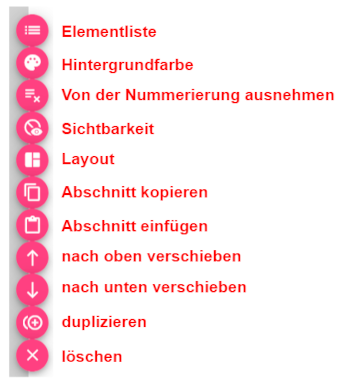 Elementliste
Hintergrundfarbe
Von der Nummerierung ausnehmen
Sichtbarkeit
Layout
Abschnitt kopieren
Abschnitt einfügen
nach oben verschieben
nach unten verschieben
duplizieren
löschen